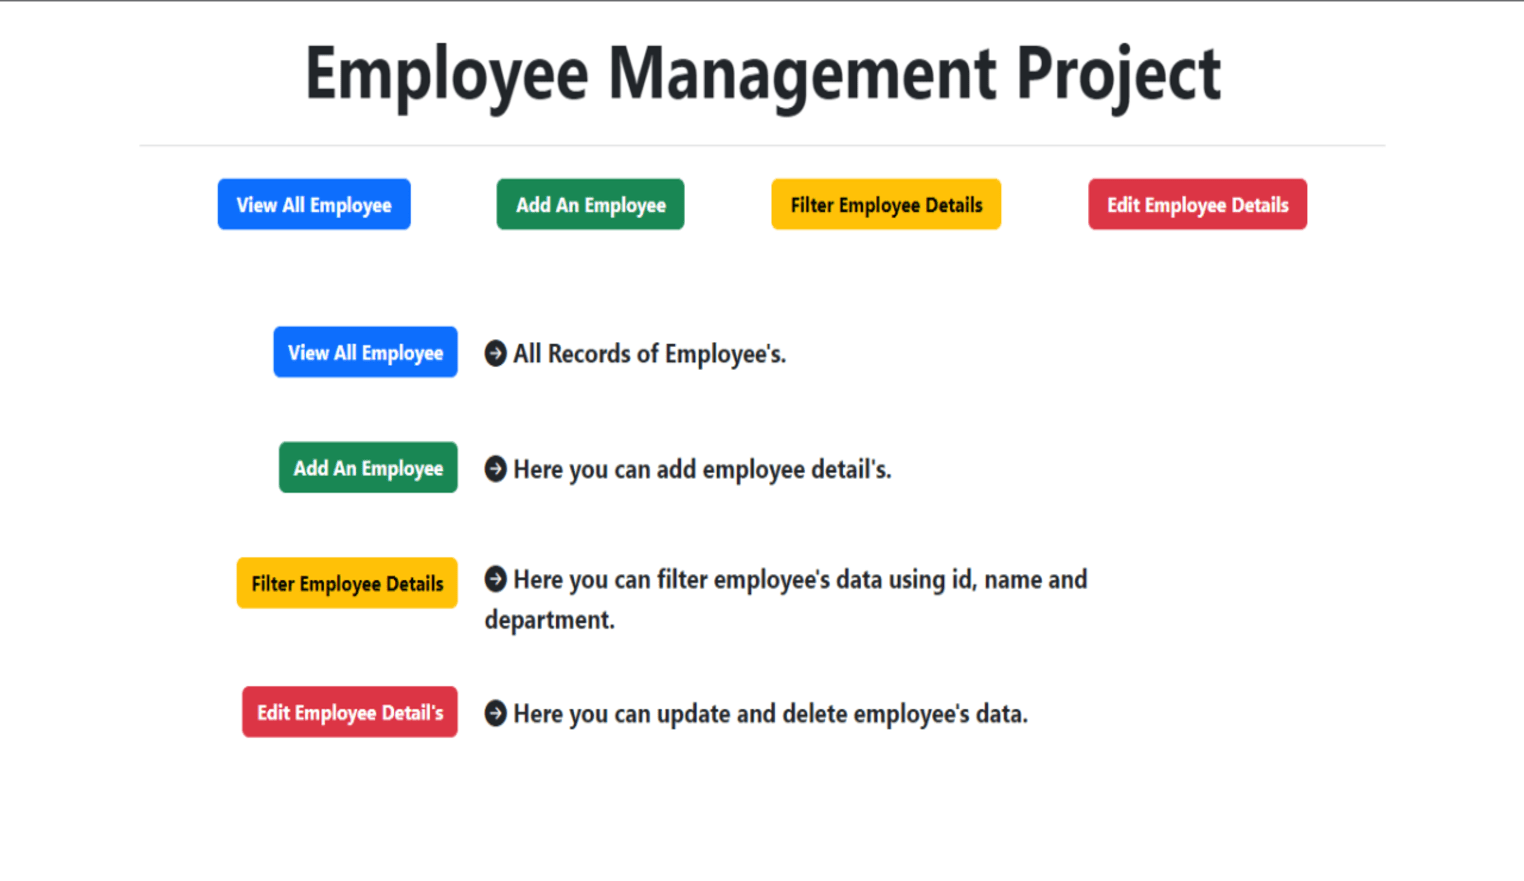 Employee Management Project
View All Employee
Add An Employee
Filter Employee Details
Edit Employee Details
View All Employee
All Records of Employee's.
Add An Employee
Here you can add employee detail's.
Filter Employee Details
Here you can filter employee's data using id, name and
department.
Edit Employee Detail's
Here you can update and delete employee's data.